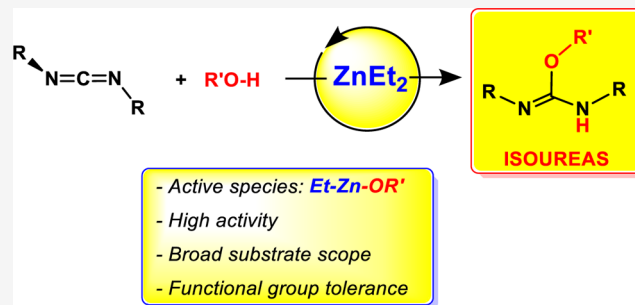 R
N=C=N
R
+ R'O-H
ZnEt₂
R'
O
R
N
N
R
H
ISOUREAS
- Active species: Et-Zn-OR'
- High activity
- Broad substrate scope
- Functional group tolerance